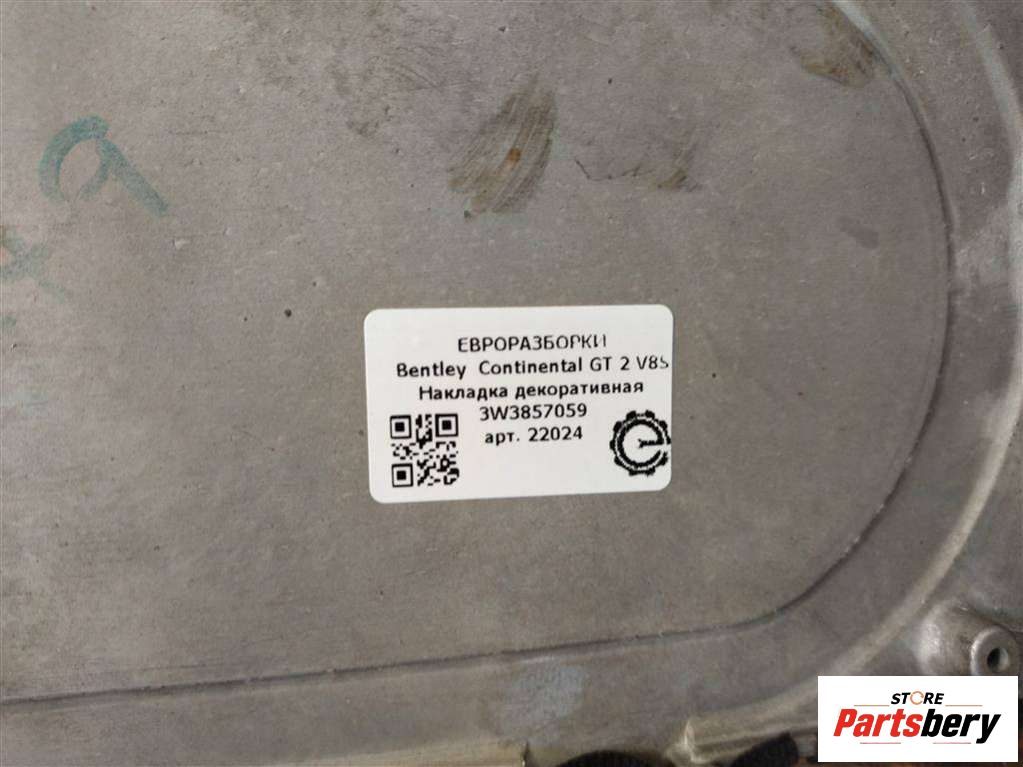 ЕВРОРАЗБОРКИ
Bentley Continental GT 2 V8S
Накладка декоративная
3W3857059
арт. 22024
STORE
Partsbery